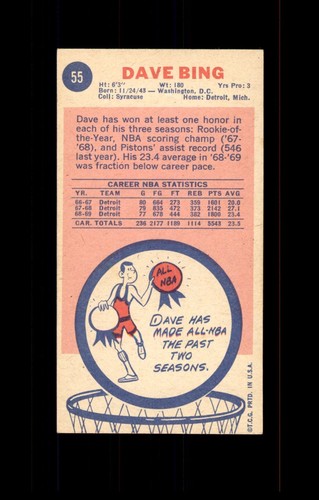 55
DAVE BING
Ht: 6'3" Wt: 180 Yrs Pro: 3
Born: 11/24/43 — Washington, D.C.
Coll: Syracuse Home: Detroit, Mich.
Dave has won at least one honor in
each of his three seasons: Rookie-of-
the-Year, NBA scoring champ ('67-
'68), and Pistons' assist record (546
last year). His 23.4 average in '68-'69
was fraction below career pace.
CAREER NBA STATISTICS
YR. TEAM G FG FT REB PTS AVG
66-67 Detroit 80 664 273 359 1601 20.0
67-68 Detroit 79 835 472 373 2142 27.1
68-69 Detroit 77 678 444 382 1800 23.4
CAR. TOTALS 236 2177 1189 1114 5543 23.5
ALL
NBA
DAVE HAS
MADE ALL-NBA
THE PAST
TWO
SEASONS.
©T.C.G. PRTD. IN U.S.A.